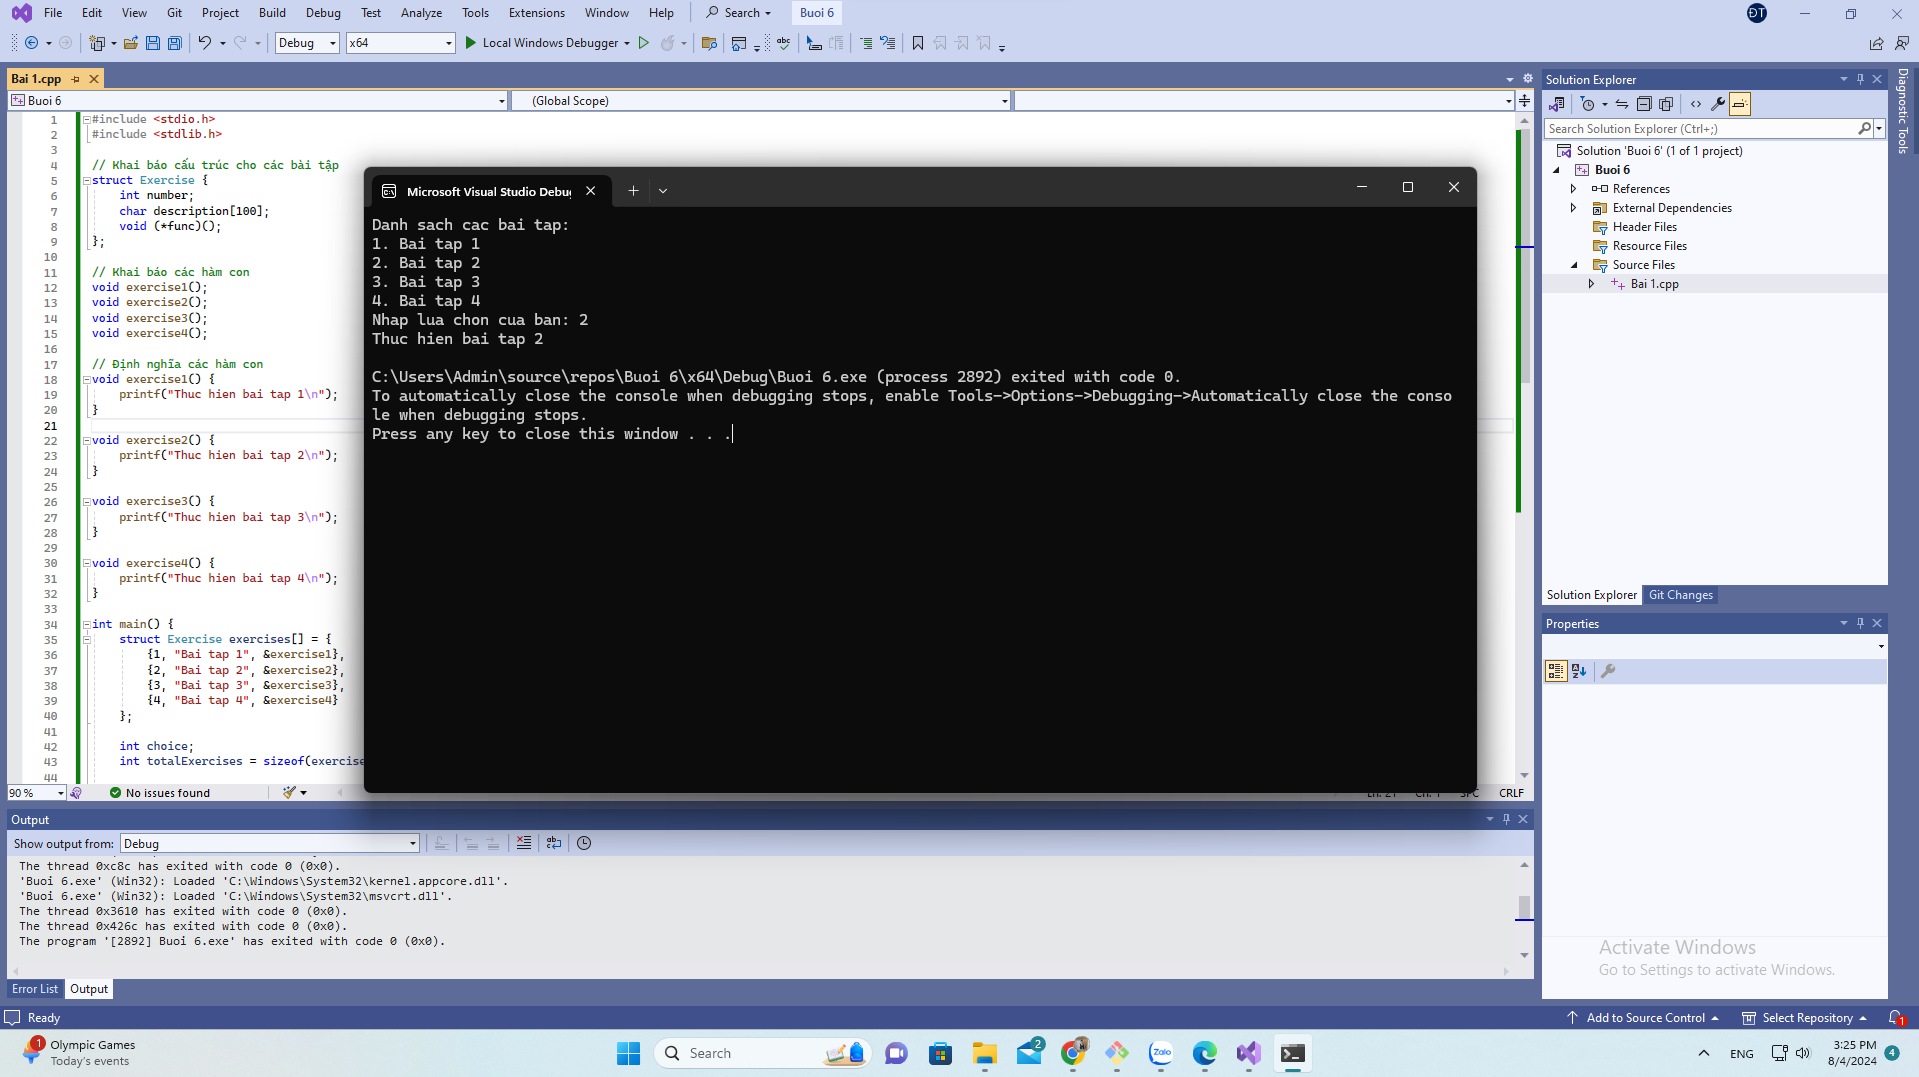 File Edit View Git Project Build Debug Test Analyze Tools Extensions Window Help Search Buoi 6 ĐT
Debug x64 Local Windows Debugger
Bai 1.cpp
Buoi 6 (Global Scope)
1 #include <stdio.h>
2 #include <stdlib.h>
3
4 // Khai báo cấu trúc cho các bài tập
5 struct Exercise {
6 int number;
7 char description[100];
8 void (*func)();
9 };
10
11 // Khai báo các hàm con
12 void exercise1();
13 void exercise2();
14 void exercise3();
15 void exercise4();
16
17 // Định nghĩa các hàm con
18 void exercise1() {
19 printf("Thuc hien bai tap 1\n");
20 }
21
22 void exercise2() {
23 printf("Thuc hien bai tap 2\n");
24 }
25
26 void exercise3() {
27 printf("Thuc hien bai tap 3\n");
28 }
29
30 void exercise4() {
31 printf("Thuc hien bai tap 4\n");
32 }
33
34 int main() {
35 struct Exercise exercises[] = {
36 {1, "Bai tap 1", &exercise1},
37 {2, "Bai tap 2", &exercise2},
38 {3, "Bai tap 3", &exercise3},
39 {4, "Bai tap 4", &exercise4}
40 };
41
42 int choice;
43 int totalExercises = sizeof(exercise
44
90 % No issues found CRLF
Microsoft Visual Studio Debug
Danh sach cac bai tap:
1. Bai tap 1
2. Bai tap 2
3. Bai tap 3
4. Bai tap 4
Nhap lua chon cua ban: 2
Thuc hien bai tap 2
C:\Users\Admin\source\repos\Buoi 6\x64\Debug\Buoi 6.exe (process 2892) exited with code 0.
To automatically close the console when debugging stops, enable Tools->Options->Debugging->Automatically close the conso
le when debugging stops.
Press any key to close this window . . .
Output
Show output from: Debug
The thread 0xc8c has exited with code 0 (0x0).
'Buoi 6.exe' (Win32): Loaded 'C:\Windows\System32\kernel.appcore.dll'.
'Buoi 6.exe' (Win32): Loaded 'C:\Windows\System32\msvcrt.dll'.
The thread 0x3610 has exited with code 0 (0x0).
The thread 0x426c has exited with code 0 (0x0).
The program '[2892] Buoi 6.exe' has exited with code 0 (0x0).
Error List Output
Solution Explorer
Search Solution Explorer (Ctrl+;)
Solution 'Buoi 6' (1 of 1 project)
Buoi 6
References
External Dependencies
Header Files
Resource Files
Source Files
Bai 1.cpp
Solution Explorer Git Changes
Properties
Activate Windows
Go to Settings to activate Windows.
Diagnostic Tools
Ready Add to Source Control Select Repository 1
1 Olympic Games
Today's events
Search
2
Zalo
ENG
3:25 PM
8/4/2024
4